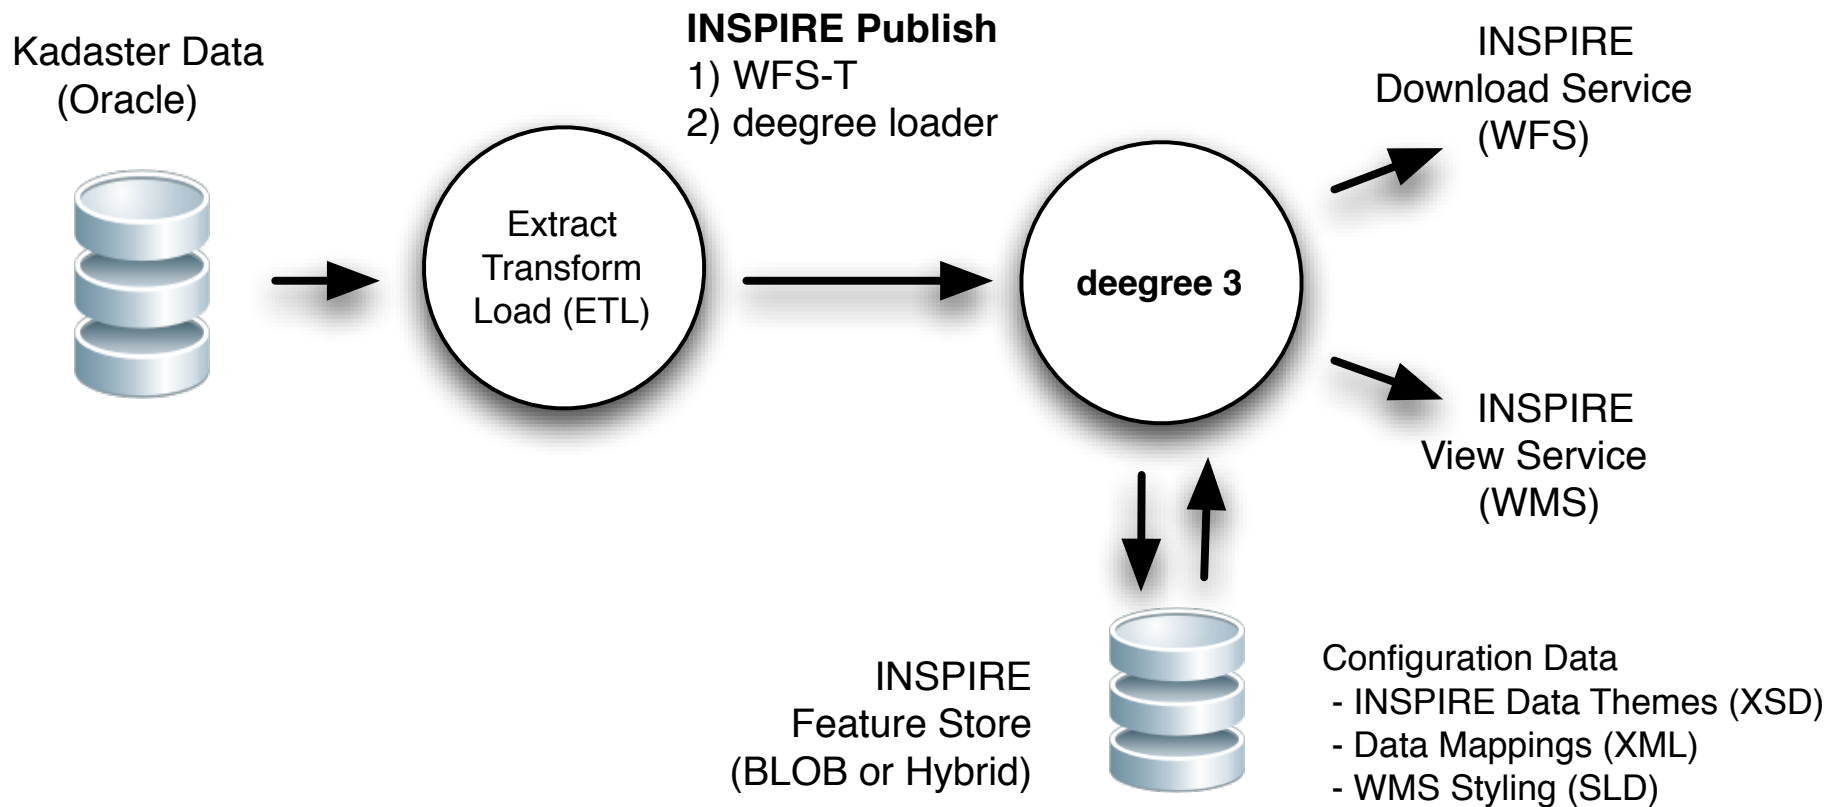 Kadaster Data
(Oracle)
INSPIRE Publish
1) WFS-T
2) deegree loader
INSPIRE
Download Service
(WFS)
Extract
Transform
Load (ETL)
deegree 3
INSPIRE
View Service
(WMS)
INSPIRE
Feature Store
(BLOB or Hybrid)
Configuration Data
- INSPIRE Data Themes (XSD)
- Data Mappings (XML)
- WMS Styling (SLD)